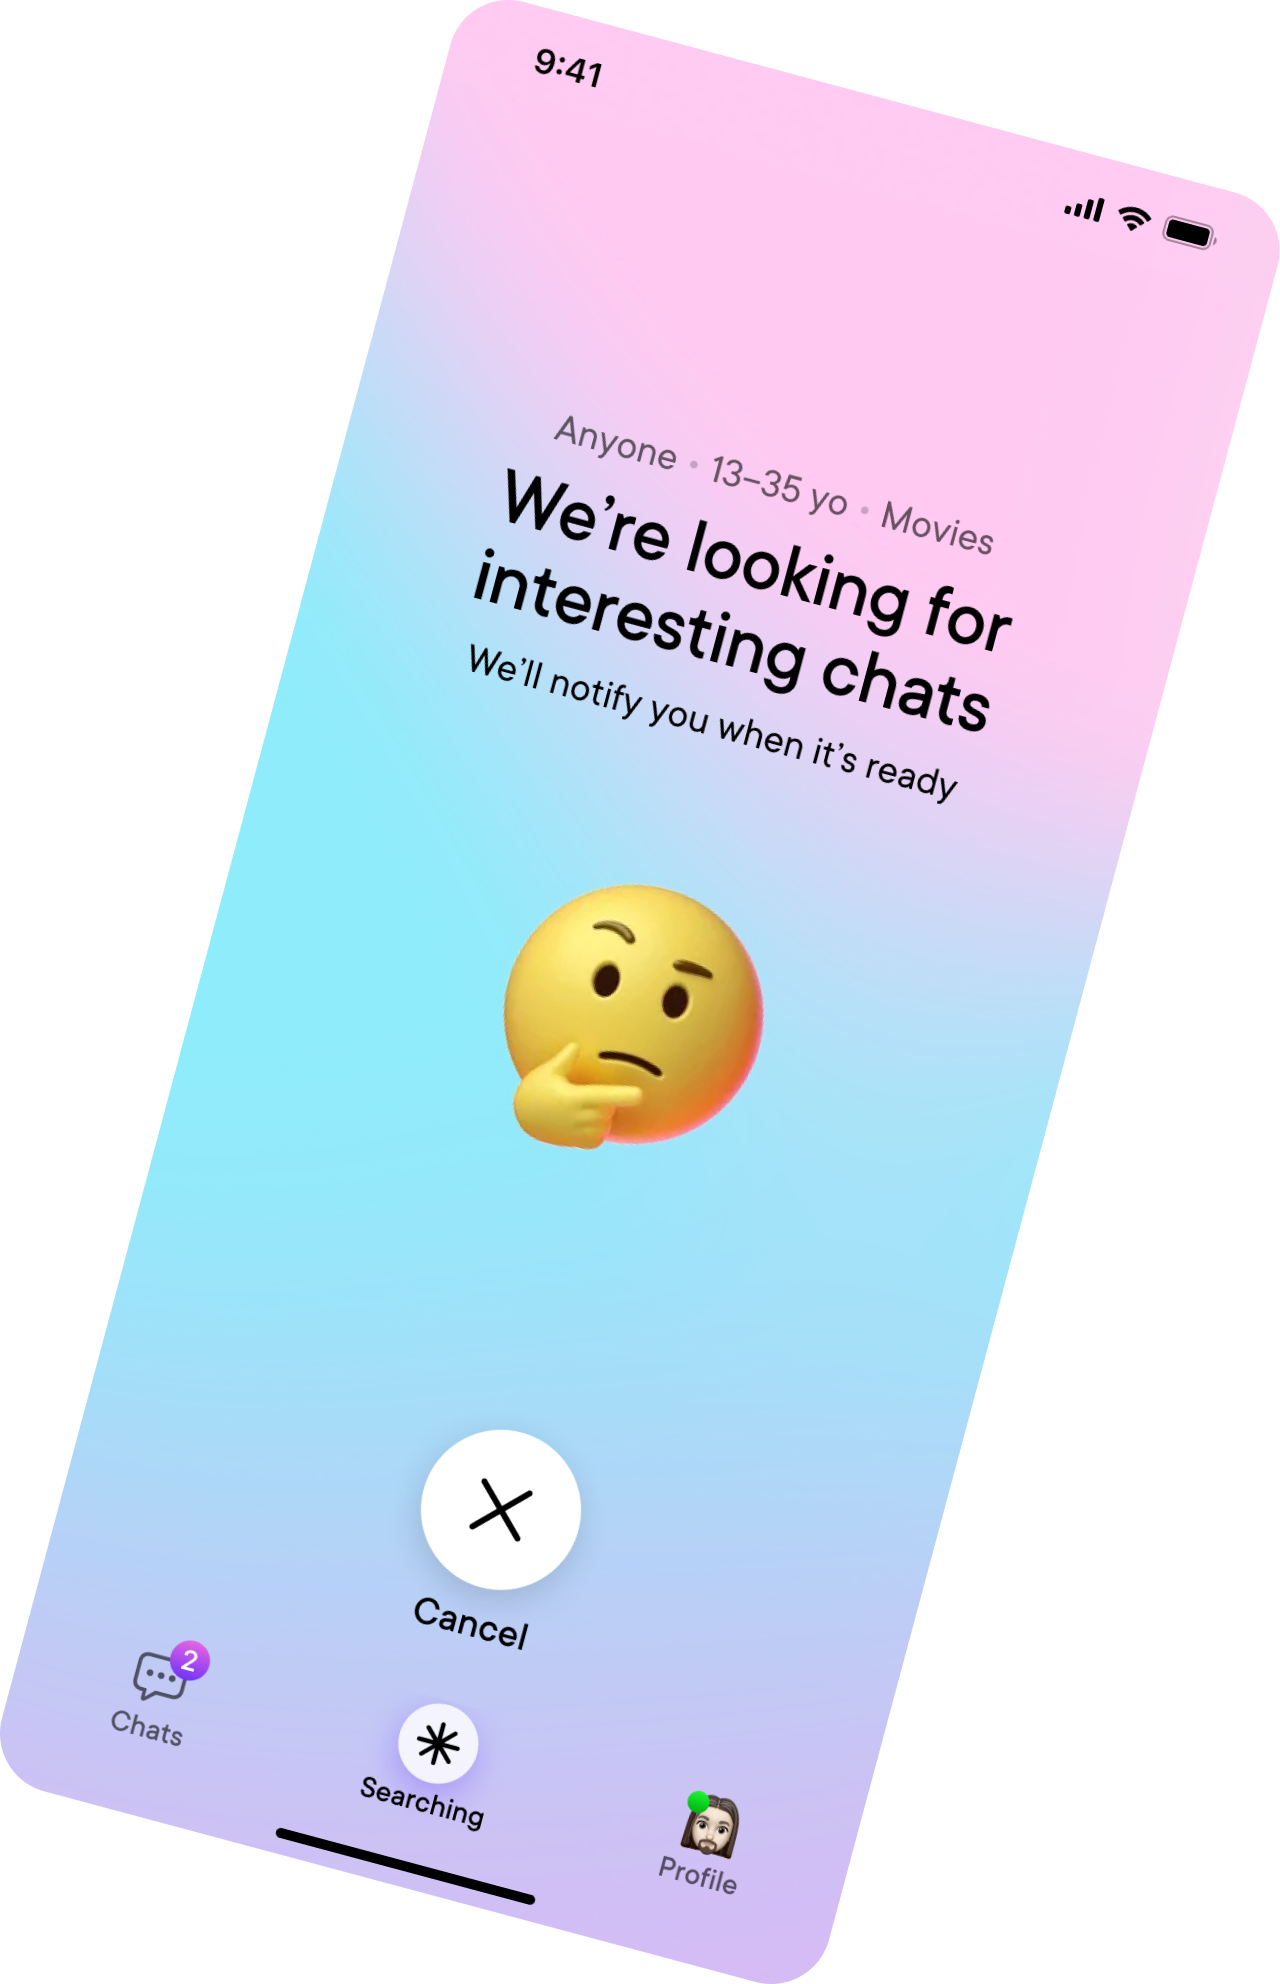 9:41
Anyone • 13–35 yo • Movies
We’re looking for
interesting chats
We’ll notify you when it’s ready
Cancel
2
Chats
Searching
Profile